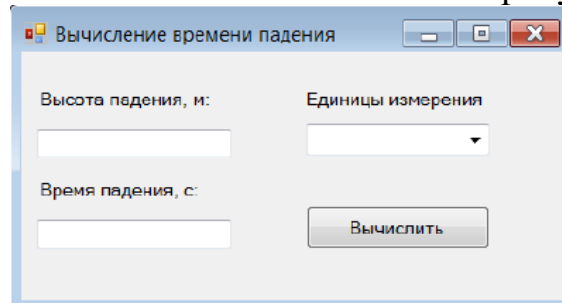 Вычисление времени падения
Высота падения, м:
Единицы измерения
Время падения, с:
Вычислить